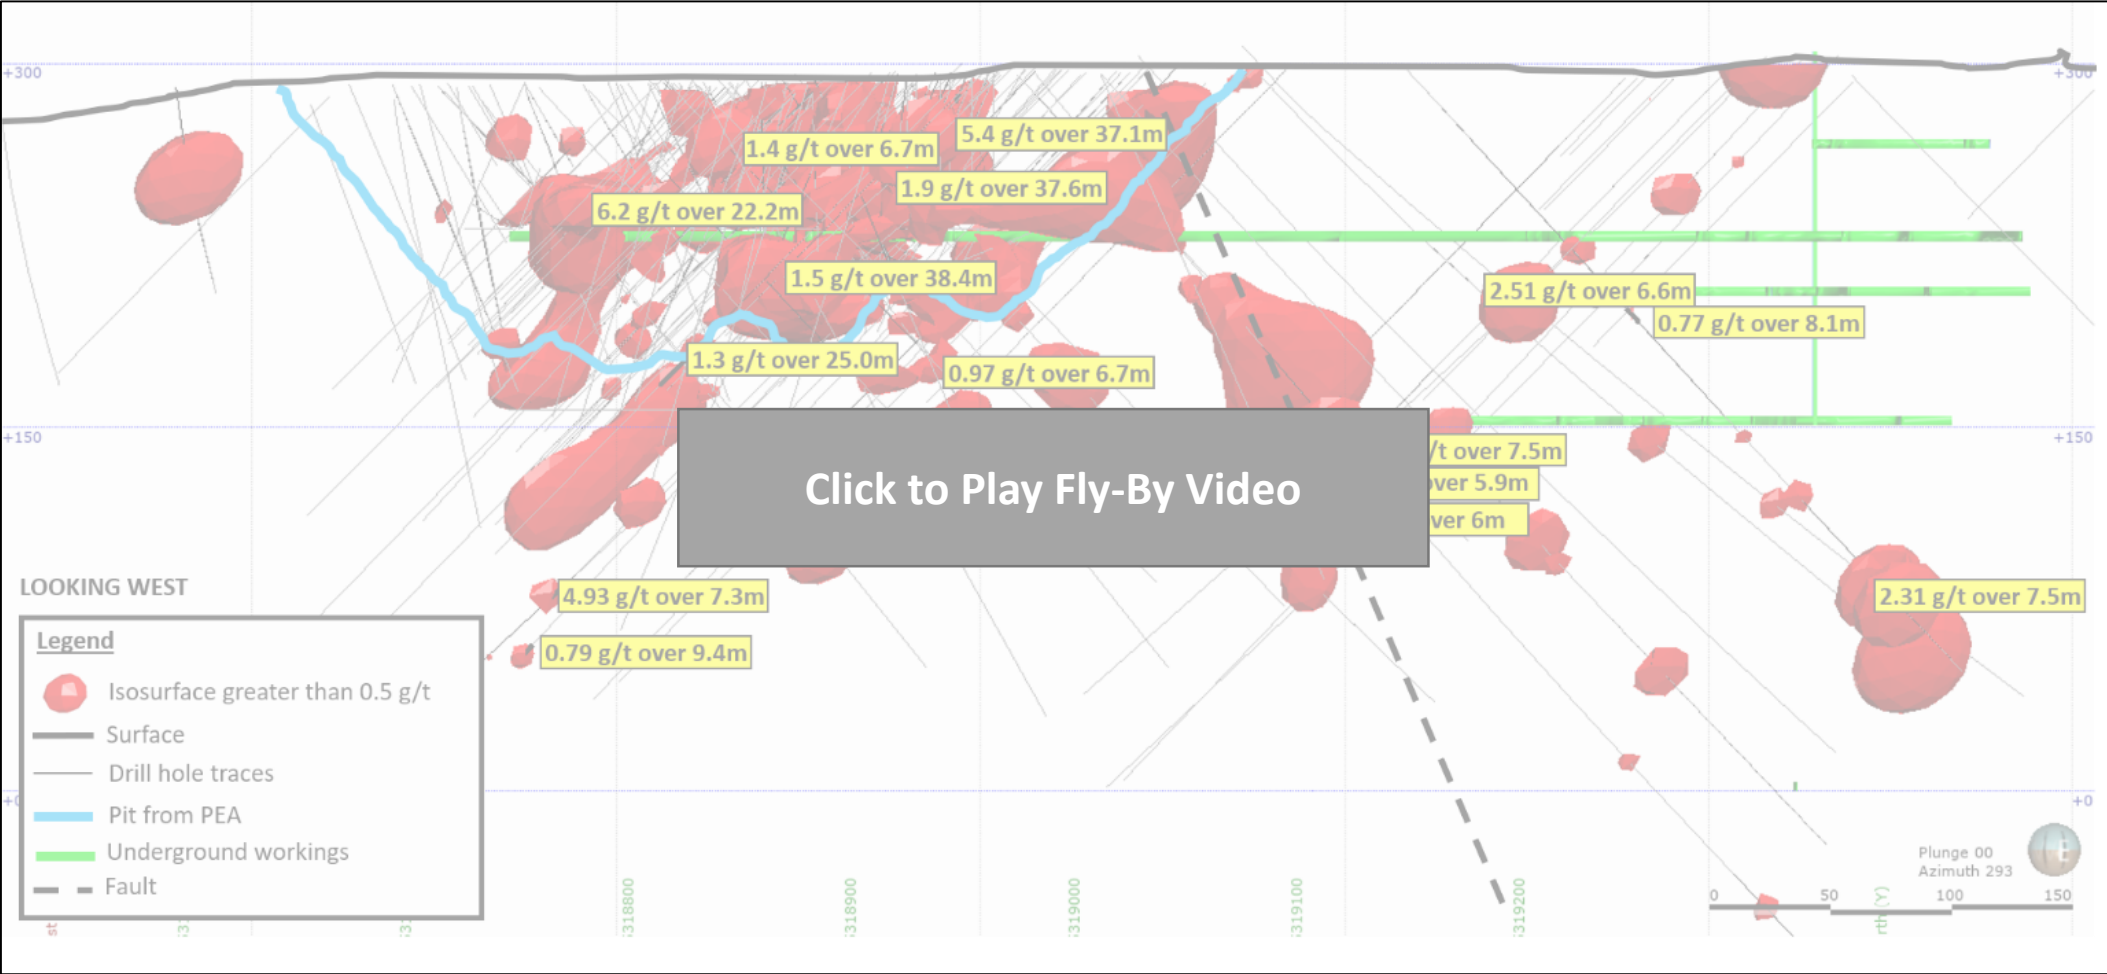 +300
+300
5.4 g/t over 37.1m
1.4 g/t over 6.7m
1.9 g/t over 37.6m
6.2 g/t over 22.2m
1.5 g/t over 38.4m
2.51 g/t over 6.6m
0.77 g/t over 8.1m
1.3 g/t over 25.0m
0.97 g/t over 6.7m
+150
+150
/t over 7.5m
over 5.9m
ver 6m
Click to Play Fly-By Video
4.93 g/t over 7.3m
2.31 g/t over 7.5m
0.79 g/t over 9.4m
LOOKING WEST
Legend
Isosurface greater than 0.5 g/t
Surface
Drill hole traces
Pit from PEA
Underground workings
Fault
+0
+0
Plunge 00
Azimuth 293
0 50 100 150
st
318800
318900
319000
319100
319200
rth (Y)